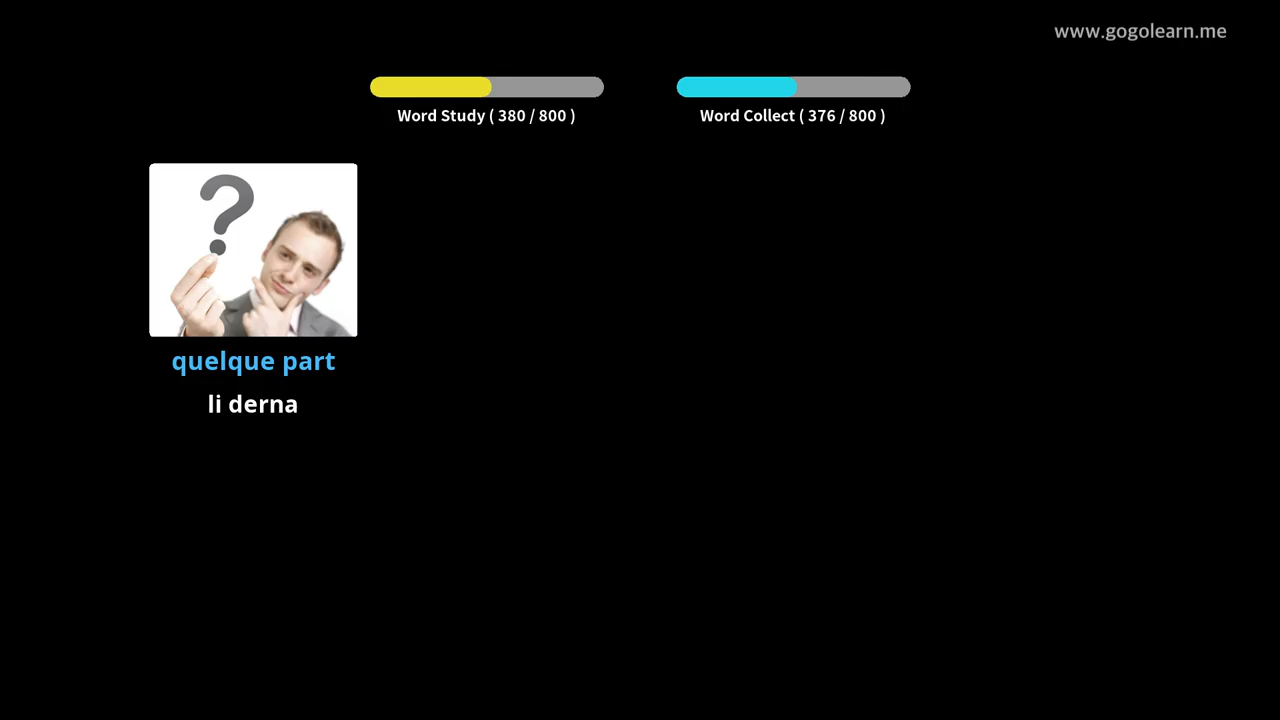 www.gogolearn.me
Word Study ( 380 / 800 )
Word Collect ( 376 / 800 )
quelque part
li derna